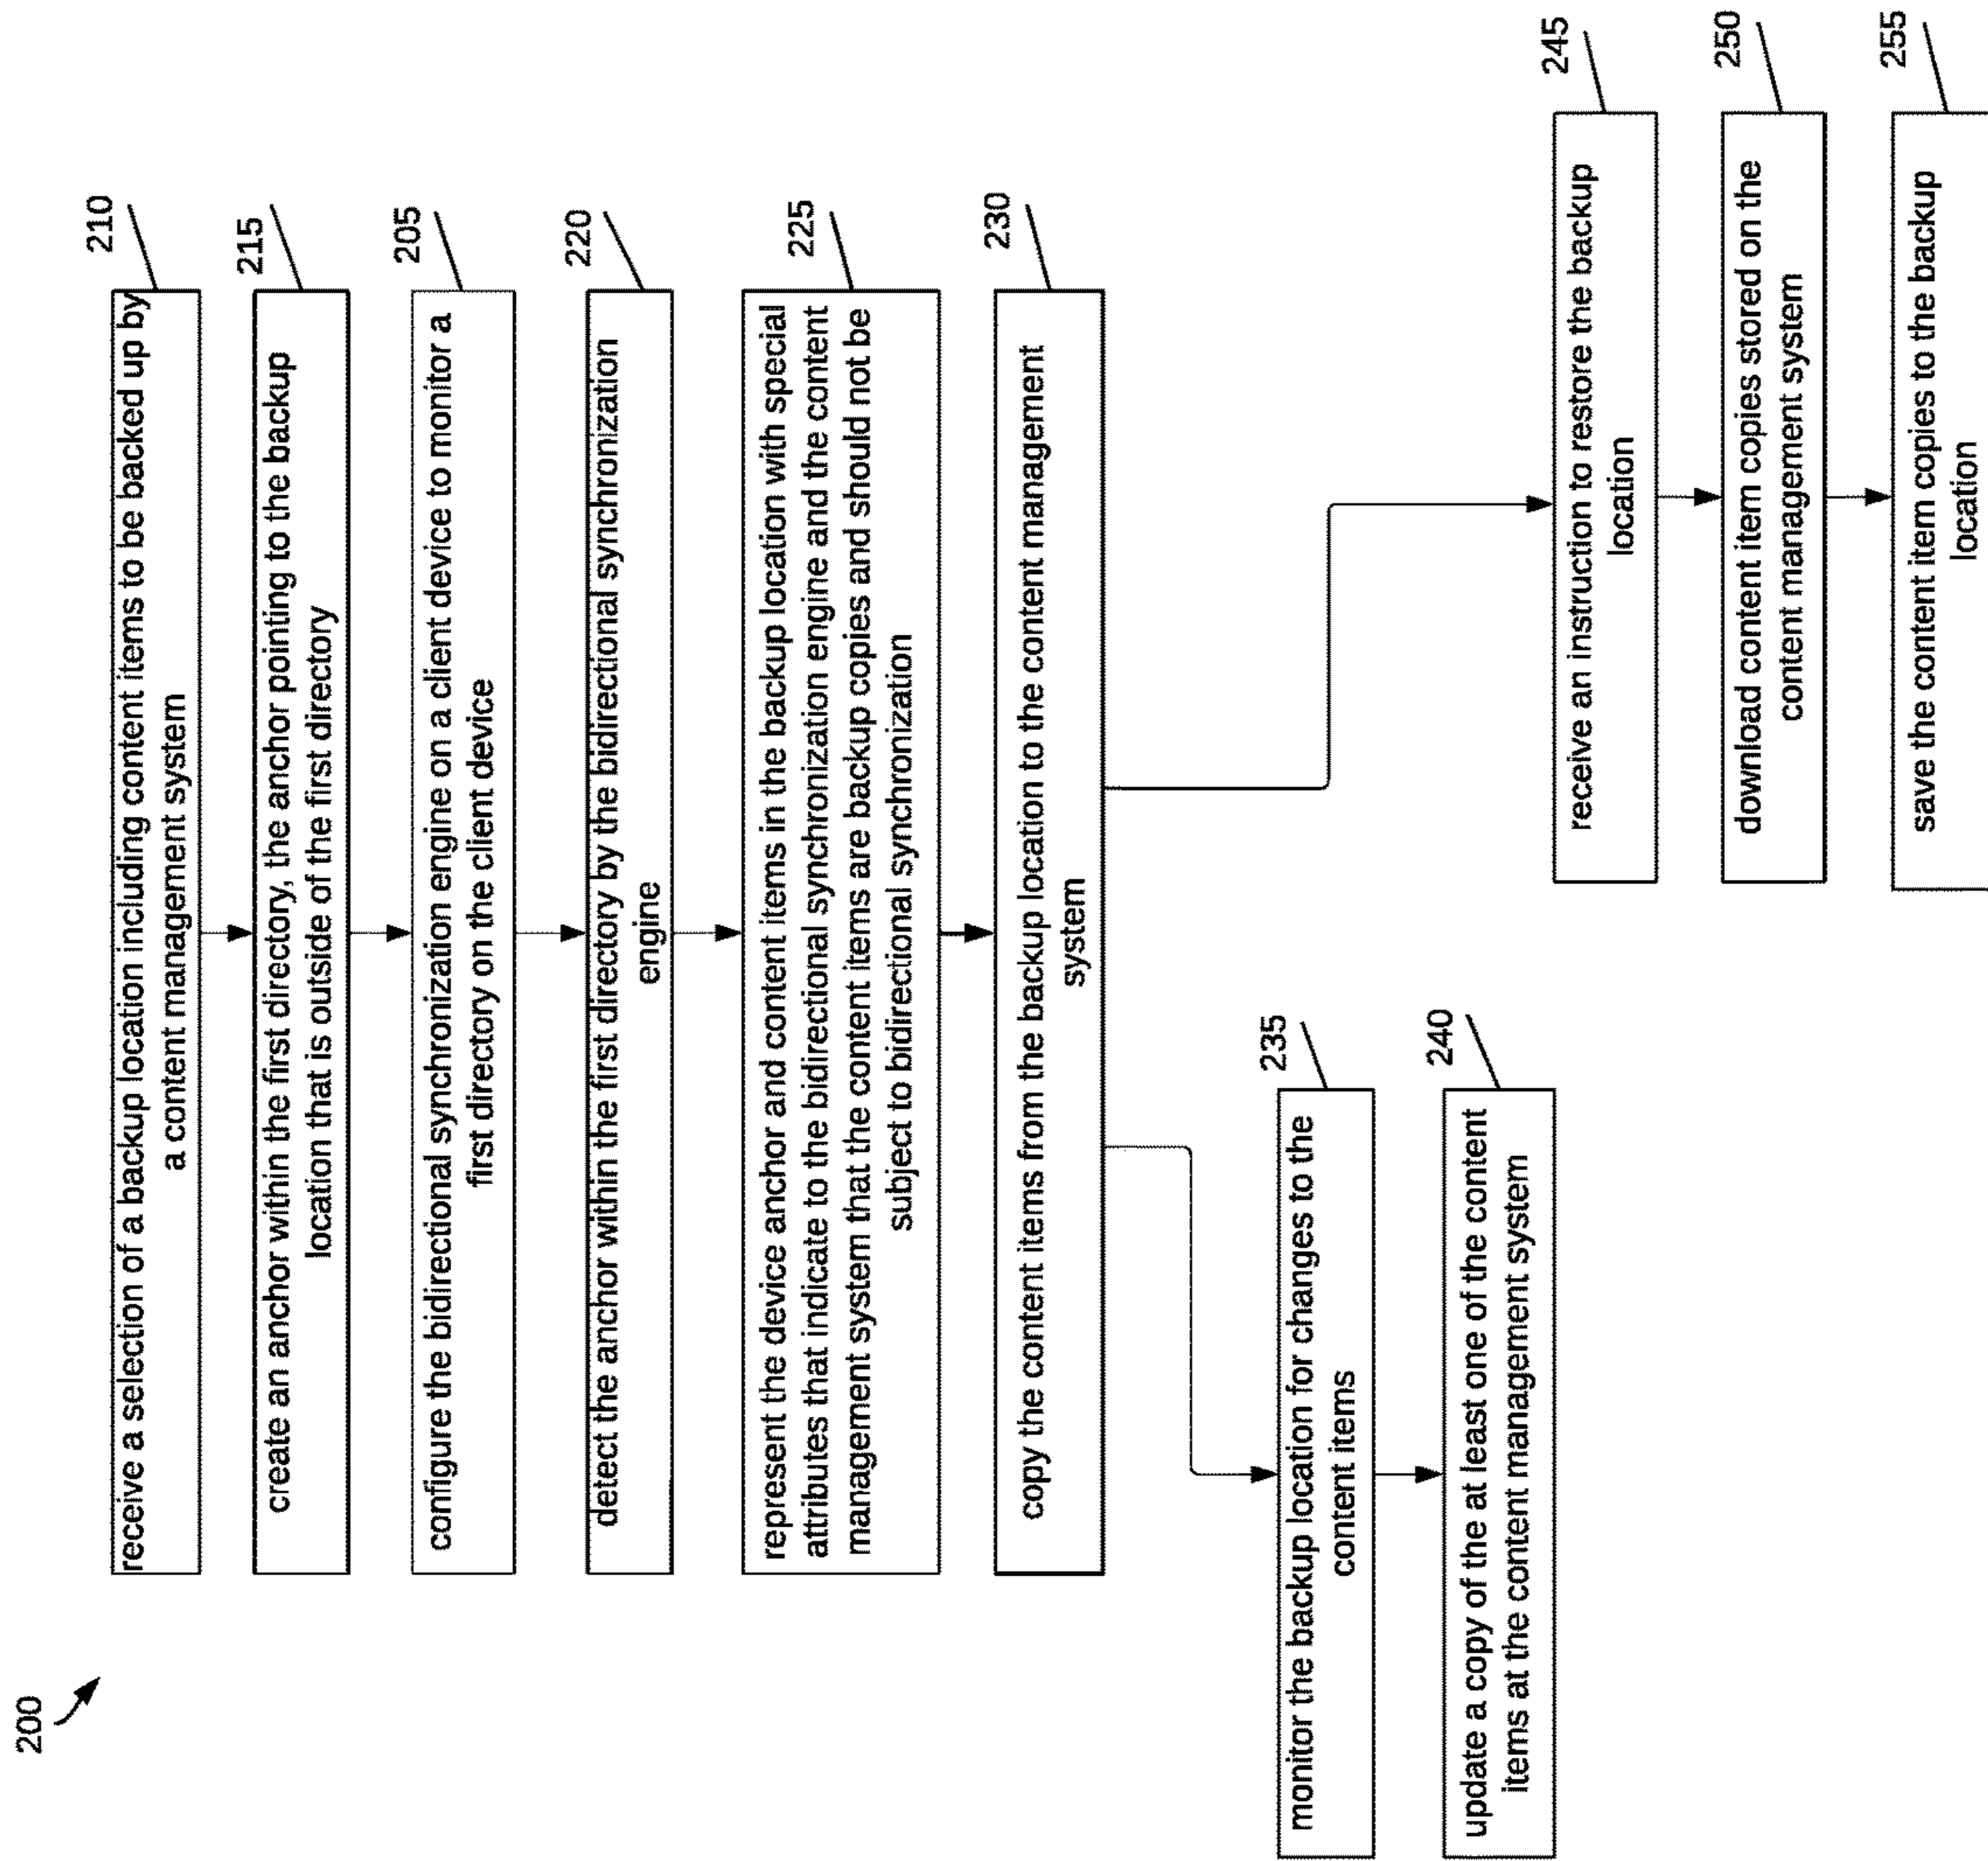 200
210
receive a selection of a backup location including content items to be backed up by
a content management system
215
create an anchor within the first directory, the anchor pointing to the backup
location that is outside of the first directory
205
configure the bidirectional synchronization engine on a client device to monitor a
first directory on the client device
220
detect the anchor within the first directory by the bidirectional synchronization
engine
225
represent the device anchor and content items in the backup location with special
attributes that indicate to the bidirectional synchronization engine and the content
management system that the content items are backup copies and should not be
subject to bidirectional synchronization
230
copy the content items from the backup location to the content management
system
235
monitor the backup location for changes to the
content items
240
update a copy of the at least one of the content
items at the content management system
245
receive an instruction to restore the backup
location
250
download content item copies stored on the
content management system
255
save the content item copies to the backup
location